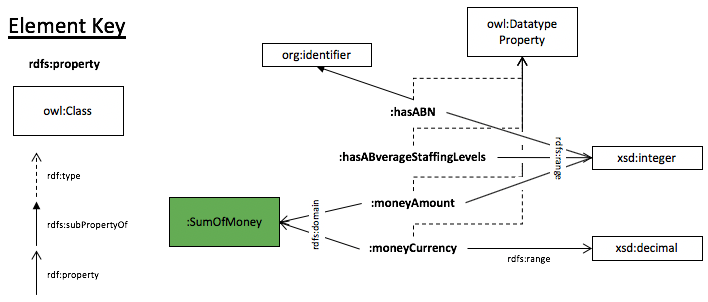 Element Key
rdfs:property
owl:Class
rdf:type
rdfs:subPropertyOf
rdf:property
owl:Datatype
Property
org:identifier
:hasABN
:hasABverageStaffingLevels
rdfs:range
xsd:integer
:moneyAmount
:SumOfMoney
rdfs:domain
:moneyCurrency
rdfs:range
xsd:decimal